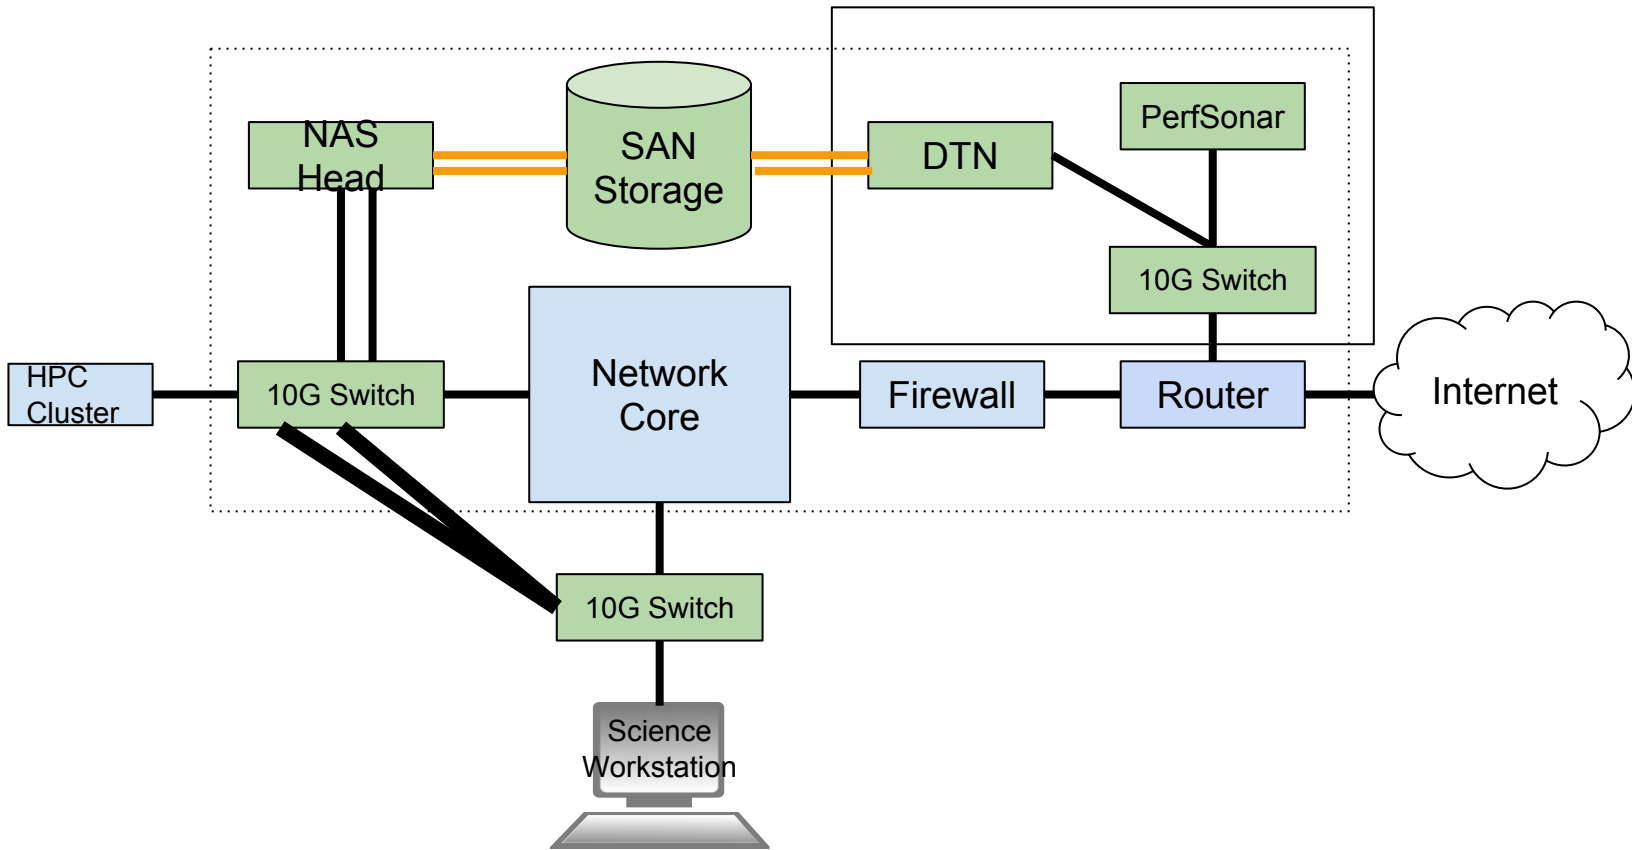 NAS
Head
SAN
Storage
DTN
PerfSonar
10G Switch
HPC
Cluster
10G Switch
Network
Core
Firewall
Router
Internet
10G Switch
Science
Workstation